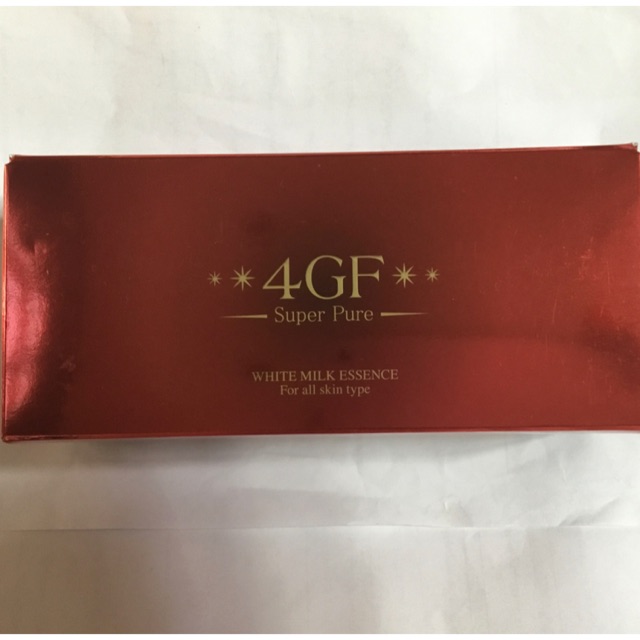 4GF
Super Pure
WHITE MILK ESSENCE
For all skin type